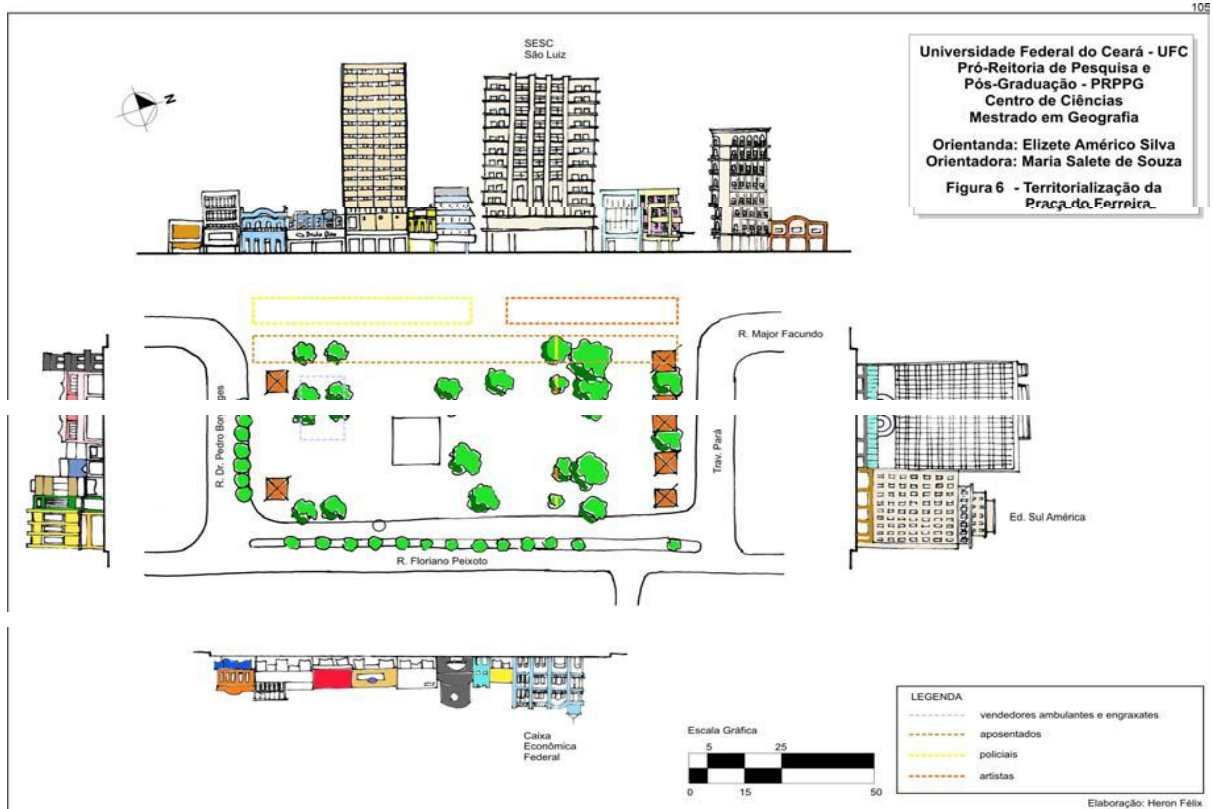 105
SESC
São Luiz
Universidade Federal do Ceará - UFC
Pró-Reitoria de Pesquisa e
Pós-Graduação - PRPPG
Centro de Ciências
Mestrado em Geografia
Orientanda: Elizete Américo Silva
Orientadora: Maria Salete de Souza
Figura 6 - Territorialização da
Praça do Ferreira
N
R. Major Facundo
R. Dr. Pedro Borges
Trav. Pará
Ed. Sul América
R. Floriano Peixoto
Caixa
Econômica
Federal
Escala Gráfica
5 25
0 15 50
LEGENDA
vendedores ambulantes e engraxates
aposentados
policiais
artistas
Elaboração: Heron Félix